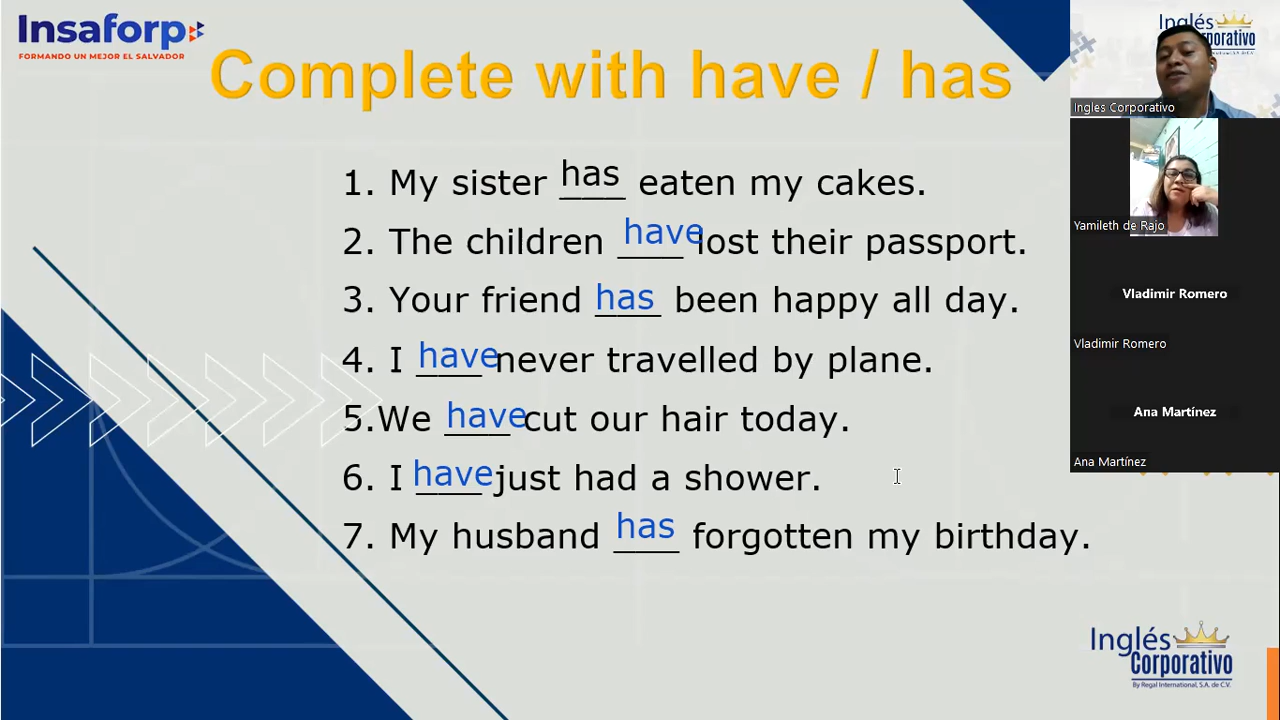 Insaforp
FORMANDO UN MEJOR EL SALVADOR
Complete with have / has
1. My sister has eaten my cakes.
2. The children have lost their passport.
3. Your friend has been happy all day.
4. I have never travelled by plane.
5.We have cut our hair today.
6. I have just had a shower.
7. My husband has forgotten my birthday.
Inglés
Corporativo
By Regal International, S.A. de C.V.
Inglés
Corporativo
Ingles Corporativo
Yamileth de Rajo
Vladimir Romero
Vladimir Romero
Ana Martínez
Ana Martínez